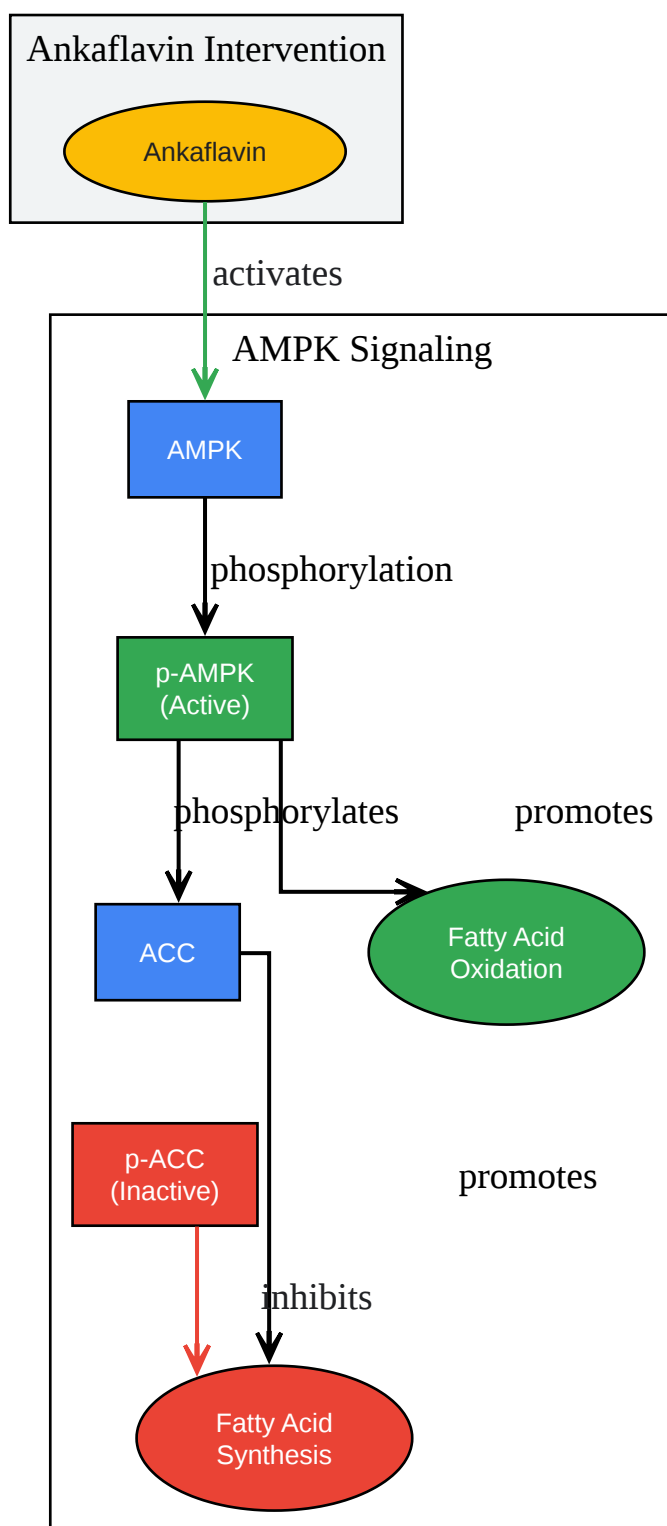 Ankaflavin Intervention
Ankaflavin
activates
AMPK Signaling
AMPK
phosphorylation
p-AMPK
(Active)
phosphorylates
promotes
ACC
Fatty Acid
Oxidation
p-ACC
(Inactive)
promotes
inhibits
Fatty Acid
Synthesis